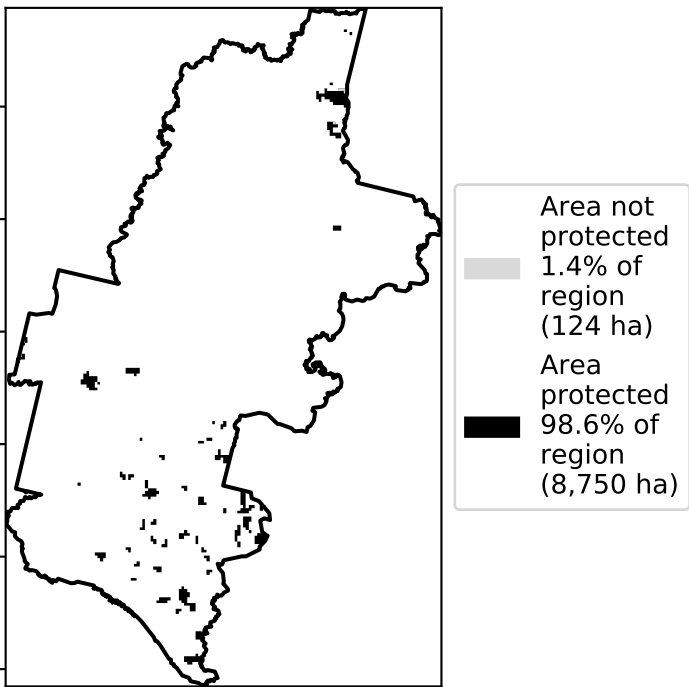 Area not
protected
1.4% of
region
(124 ha)
Area
protected
98.6% of
region
(8,750 ha)